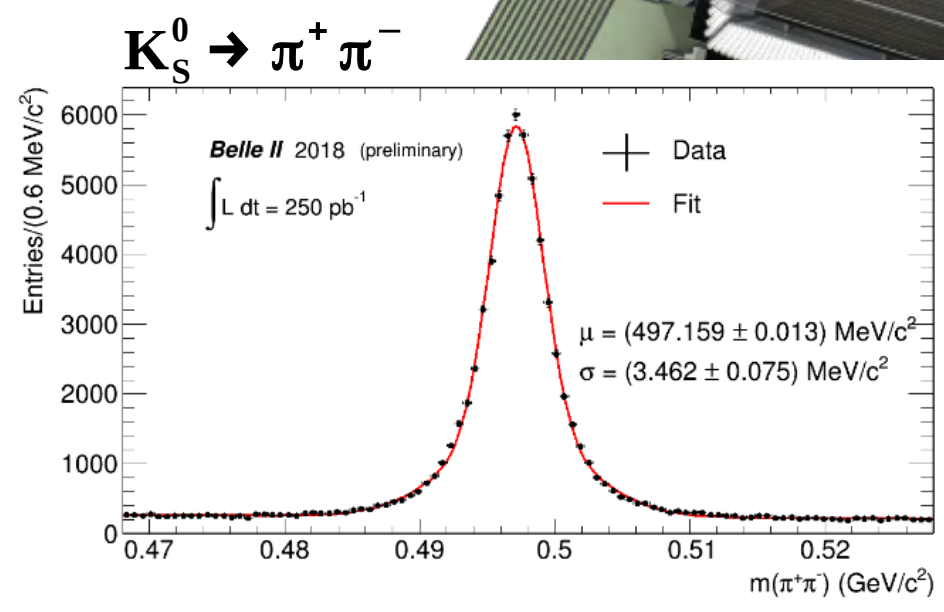 K⁰_S → π⁺ π⁻
Entries/(0.6 MeV/c²)
6000
5000
4000
3000
2000
1000
0
Belle II 2018 (preliminary)
∫L dt = 250 pb⁻¹
Data
Fit
μ = (497.159 ± 0.013) MeV/c²
σ = (3.462 ± 0.075) MeV/c²
0.47 0.48 0.49 0.5 0.51 0.52
m(π⁺π⁻) (GeV/c²)